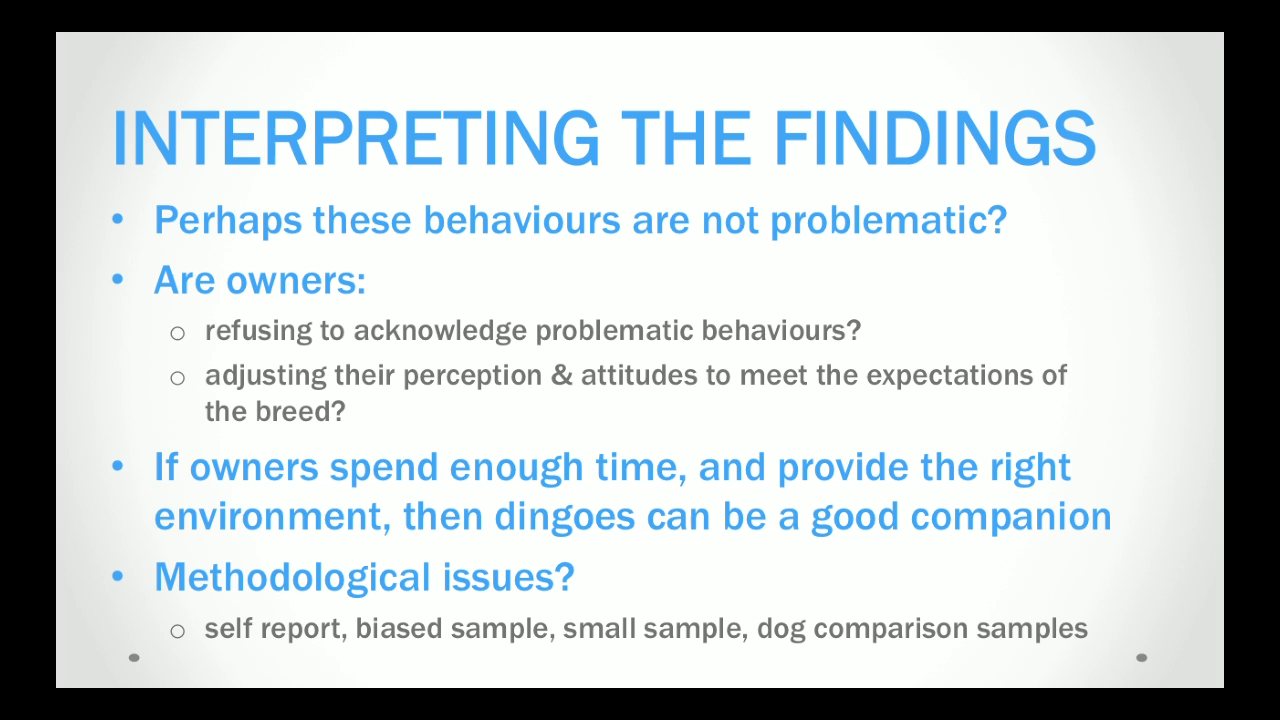 INTERPRETING THE FINDINGS
• Perhaps these behaviours are not problematic?
• Are owners:
○ refusing to acknowledge problematic behaviours?
○ adjusting their perception & attitudes to meet the expectations of
the breed?
• If owners spend enough time, and provide the right
environment, then dingoes can be a good companion
• Methodological issues?
○ self report, biased sample, small sample, dog comparison samples